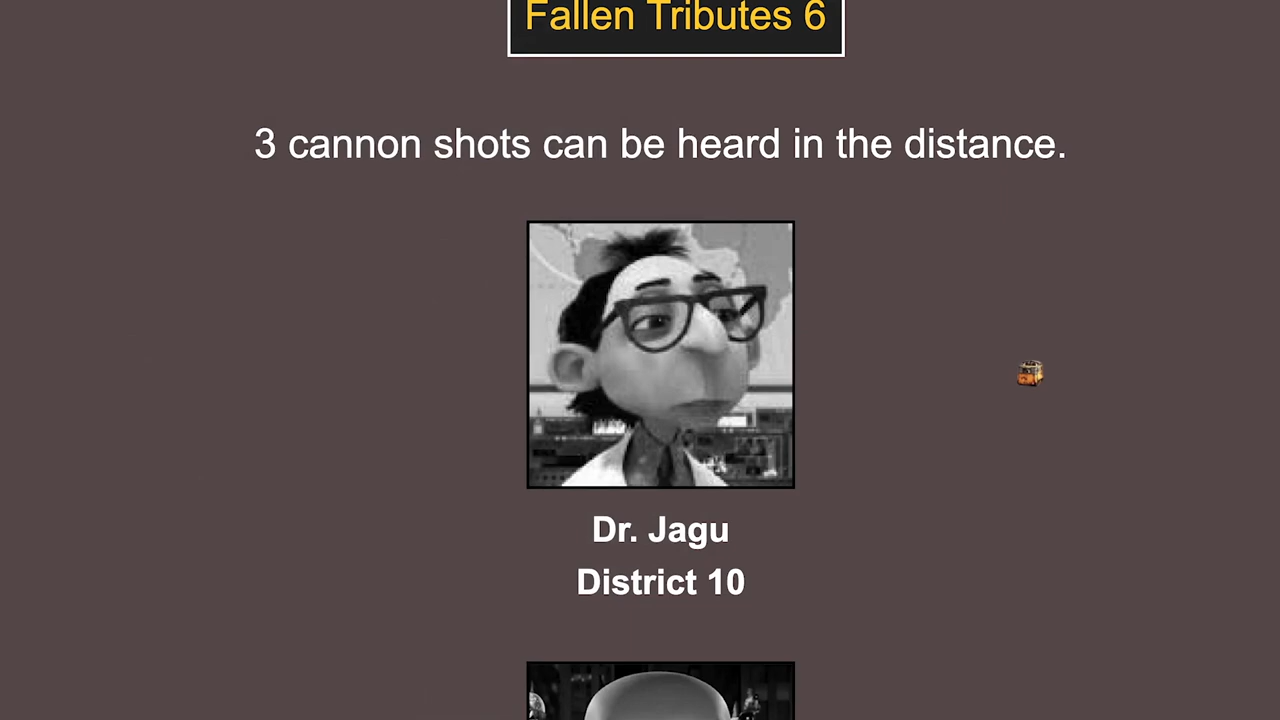 Fallen Tributes 6
3 cannon shots can be heard in the distance.
Dr. Jagu
District 10